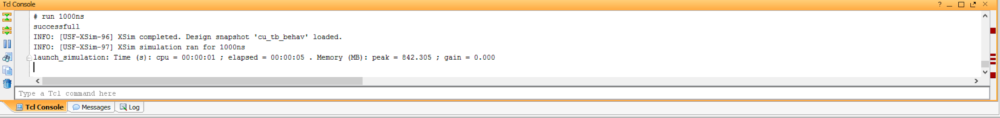 Tcl Console
?
# run 1000ns
successfull
INFO: [USF-XSim-96] XSim completed. Design snapshot 'cu_tb_behav' loaded.
INFO: [USF-XSim-97] XSim simulation ran for 1000ns
launch_simulation: Time (s): cpu = 00:00:01 ; elapsed = 00:00:05 . Memory (MB): peak = 842.305 ; gain = 0.000
Type a Tcl command here
Tcl Console Messages Log